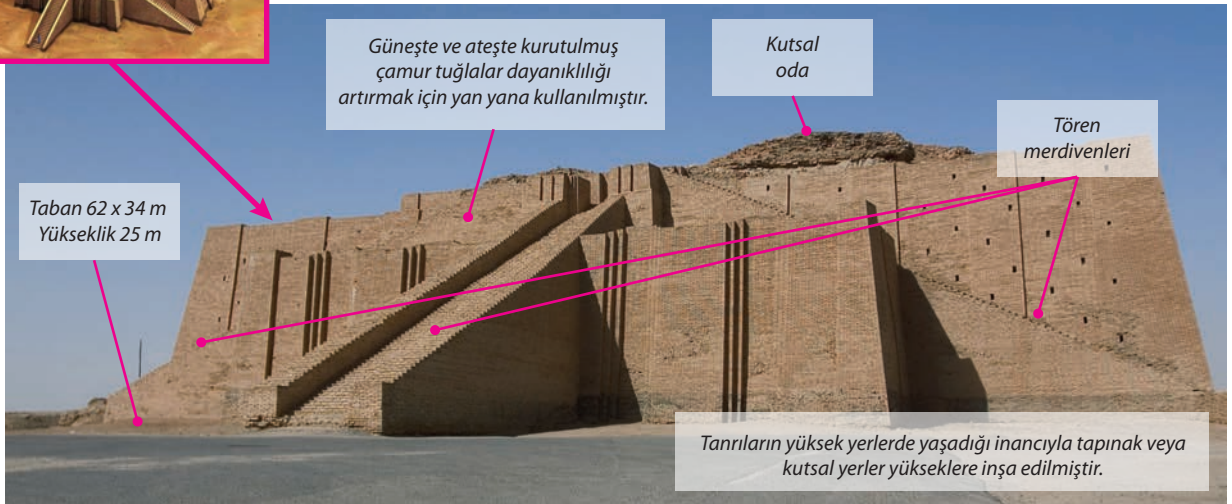 Güneşte ve ateşte kurutulmuş
çamur tuğlalar dayanıklılığı
artırmak için yan yana kullanılmıştır.
Kutsal
oda
Tören
merdivenleri
Taban 62 x 34 m
Yükseklik 25 m
Tanrıların yüksek yerlerde yaşadığı inancıyla tapınak veya
kutsal yerler yükseklere inşa edilmiştir.